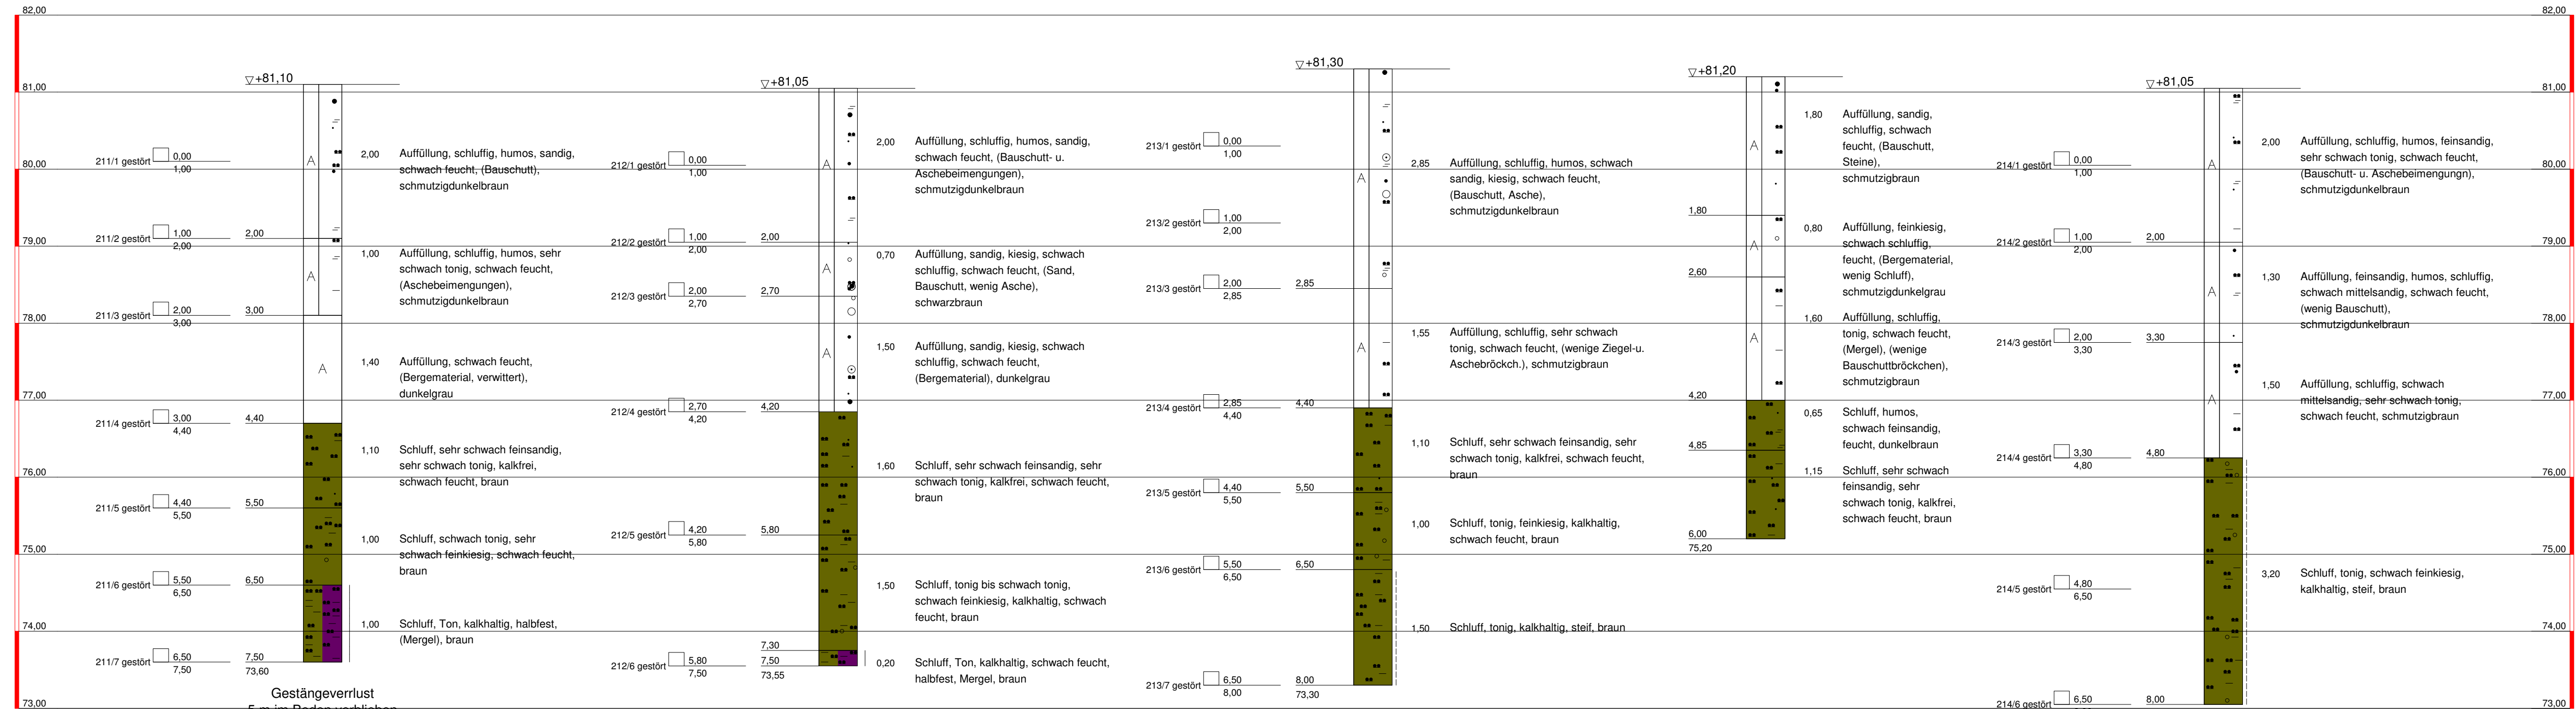 82,00
82,00
81,00
81,00
80,00
80,00
79,00
79,00
78,00
78,00
77,00
77,00
76,00
76,00
75,00
75,00
74,00
74,00
73,00
73,00
+81,10
211/1 gestört 0,00
1,00
211/2 gestört 1,00
2,00
2,00
211/3 gestört 2,00
3,00
3,00
211/4 gestört 3,00
4,40
4,40
211/5 gestört 4,40
5,50
5,50
211/6 gestört 5,50
6,50
6,50
211/7 gestört 6,50
7,50
7,50
73,60
A
A
A
2,00 Auffüllung, schluffig, humos, sandig,
schwach feucht, (Bauschutt),
schmutzigdunkelbraun
1,00 Auffüllung, schluffig, humos, sehr
schwach tonig, schwach feucht,
(Aschebeimengungen),
schmutzigdunkelbraun
1,40 Auffüllung, schwach feucht,
(Bergematerial, verwittert),
dunkelgrau
1,10 Schluff, sehr schwach feinsandig,
sehr schwach tonig, kalkfrei,
schwach feucht, braun
1,00 Schluff, schwach tonig, sehr
schwach feinkiesig, schwach feucht,
braun
1,00 Schluff, Ton, kalkhaltig, halbfest,
(Mergel), braun
Gestängeverrlust
5 m im Boden verblieben
+81,05
212/1 gestört 0,00
1,00
212/2 gestört 1,00
2,00
2,00
212/3 gestört 2,00
2,70
2,70
212/4 gestört 2,70
4,20
4,20
212/5 gestört 4,20
5,80
5,80
7,30
212/6 gestört 5,80
7,50
7,50
73,55
A
A
A
2,00 Auffüllung, schluffig, humos, sandig,
schwach feucht, (Bauschutt- u.
Aschebeimengungen),
schmutzigdunkelbraun
0,70 Auffüllung, sandig, kiesig, schwach
schluffig, schwach feucht, (Sand,
Bauschutt, wenig Asche),
schwarzbraun
1,50 Auffüllung, sandig, kiesig, schwach
schluffig, schwach feucht,
(Bergematerial), dunkelgrau
1,60 Schluff, sehr schwach feinsandig, sehr
schwach tonig, kalkfrei, schwach feucht,
braun
1,50 Schluff, tonig bis schwach tonig,
schwach feinkiesig, kalkhaltig, schwach
feucht, braun
0,20 Schluff, Ton, kalkhaltig, schwach feucht,
halbfest, Mergel, braun
+81,30
213/1 gestört 0,00
1,00
213/2 gestört 1,00
2,00
213/3 gestört 2,00
2,85
2,85
213/4 gestört 2,85
4,40
4,40
213/5 gestört 4,40
5,50
5,50
213/6 gestört 5,50
6,50
6,50
213/7 gestört 6,50
8,00
8,00
73,30
A
A
2,85 Auffüllung, schluffig, humos, schwach
sandig, kiesig, schwach feucht,
(Bauschutt, Asche),
schmutzigdunkelbraun
1,55 Auffüllung, schluffig, sehr schwach
tonig, schwach feucht, (wenige Ziegel-u.
Aschebröckch.), schmutzigbraun
1,10 Schluff, sehr schwach feinsandig, sehr
schwach tonig, kalkfrei, schwach feucht,
braun
1,00 Schluff, tonig, feinkiesig, kalkhaltig,
schwach feucht, braun
1,50 Schluff, tonig, kalkhaltig, steif, braun
+81,20
1,80
2,60
4,20
4,85
6,00
75,20
A
A
A
1,80 Auffüllung, sandig,
schluffig, schwach
feucht, (Bauschutt,
Steine),
schmutzigbraun
0,80 Auffüllung, feinkiesig,
schwach schluffig,
feucht, (Bergematerial,
wenig Schluff),
schmutzigdunkelgrau
1,60 Auffüllung, schluffig,
tonig, schwach feucht,
(Mergel), (wenige
Bauschuttbröckchen),
schmutzigbraun
0,65 Schluff, humos,
schwach feinsandig,
feucht, dunkelbraun
1,15 Schluff, sehr schwach
feinsandig, sehr
schwach tonig, kalkfrei,
schwach feucht, braun
+81,05
214/1 gestört 0,00
1,00
214/2 gestört 1,00
2,00
2,00
214/3 gestört 2,00
3,30
3,30
214/4 gestört 3,30
4,80
4,80
214/5 gestört 4,80
6,50
214/6 gestört 6,50
8,00
A
A
A
2,00 Auffüllung, schluffig, humos, feinsandig,
sehr schwach tonig, schwach feucht,
(Bauschutt- u. Aschebeimengungn),
schmutzigdunkelbraun
1,30 Auffüllung, feinsandig, humos, schluffig,
schwach mittelsandig, schwach feucht,
(wenig Bauschutt),
schmutzigdunkelbraun
1,50 Auffüllung, schluffig, schwach
mittelsandig, sehr schwach tonig,
schwach feucht, schmutzigbraun
3,20 Schluff, tonig, schwach feinkiesig,
kalkhaltig, steif, braun